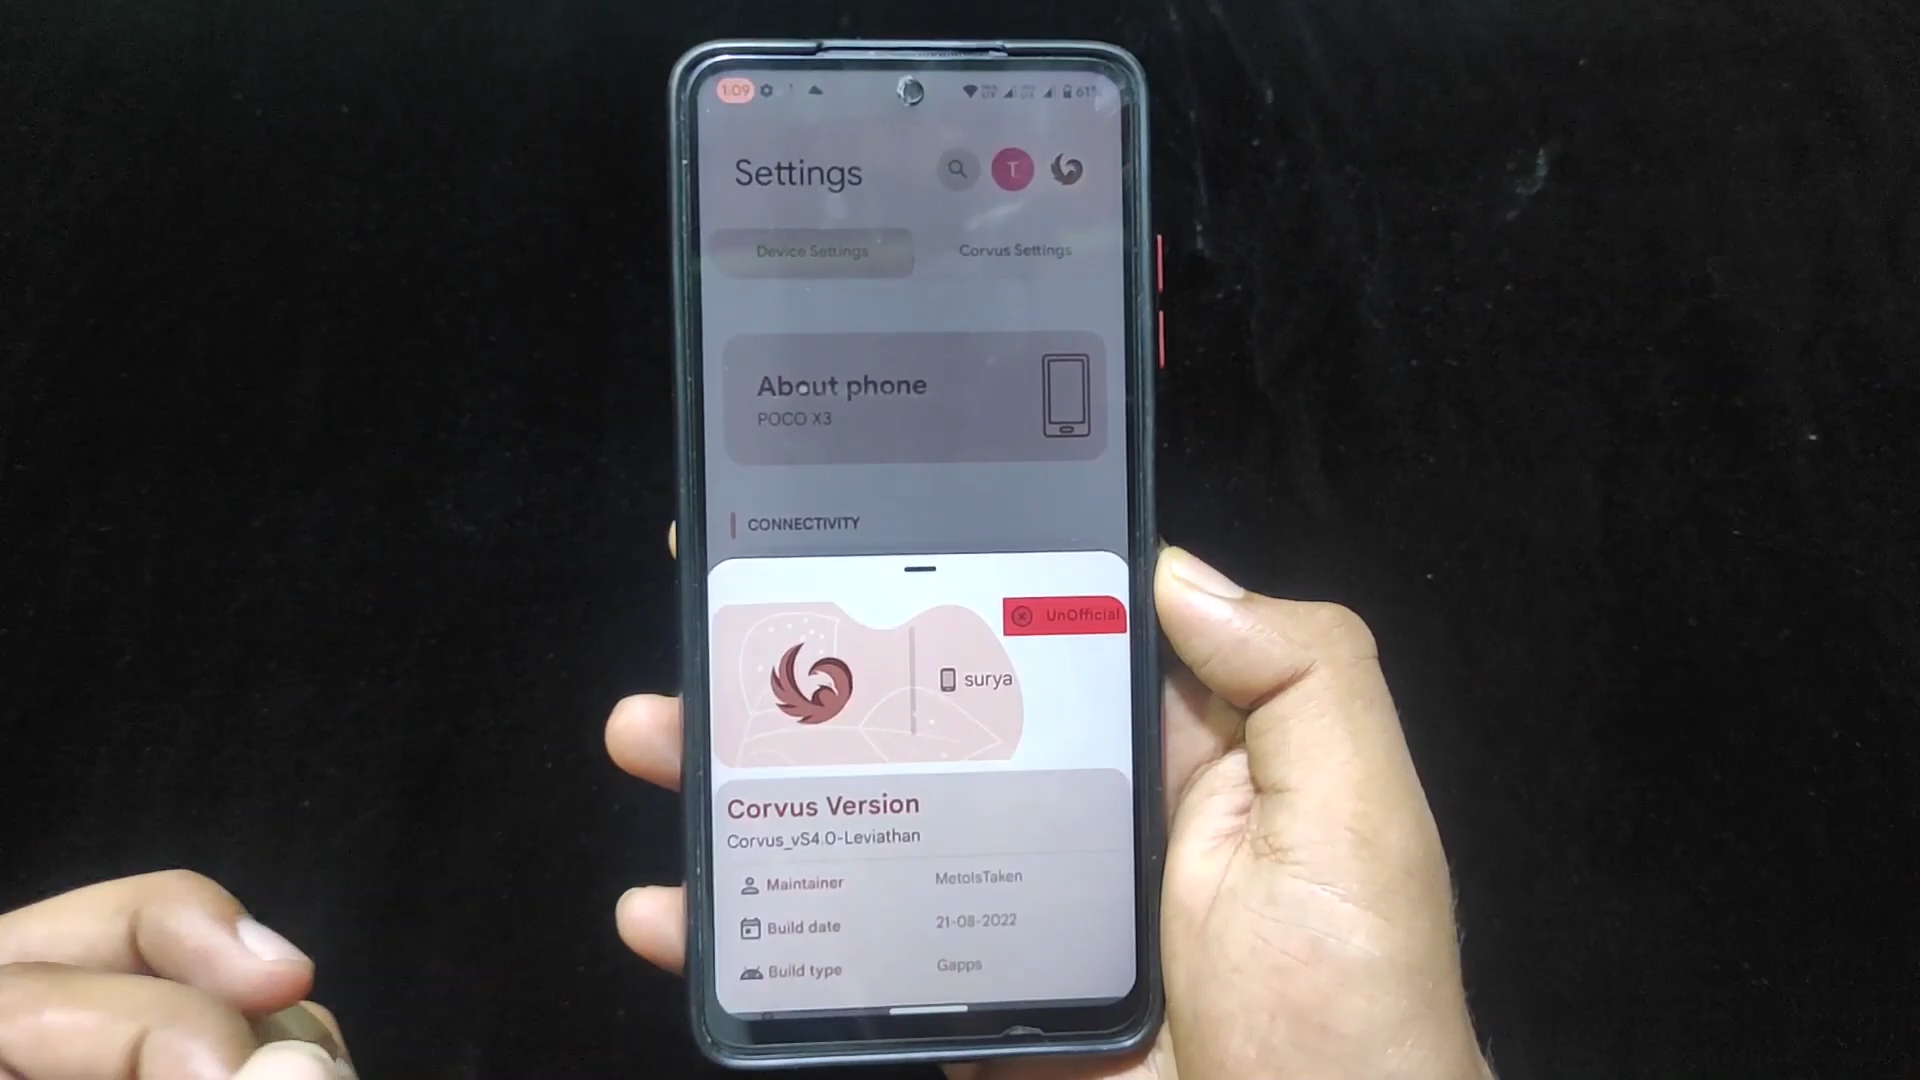 1:09
61%
Settings
T
Device Settings
Corvus Settings
About phone
POCO X3
CONNECTIVITY
UnOfficial
surya
Corvus Version
Corvus_vS4.0-Leviathan
Maintainer
MetoIsTaken
Build date
21-08-2022
Build type
Gapps